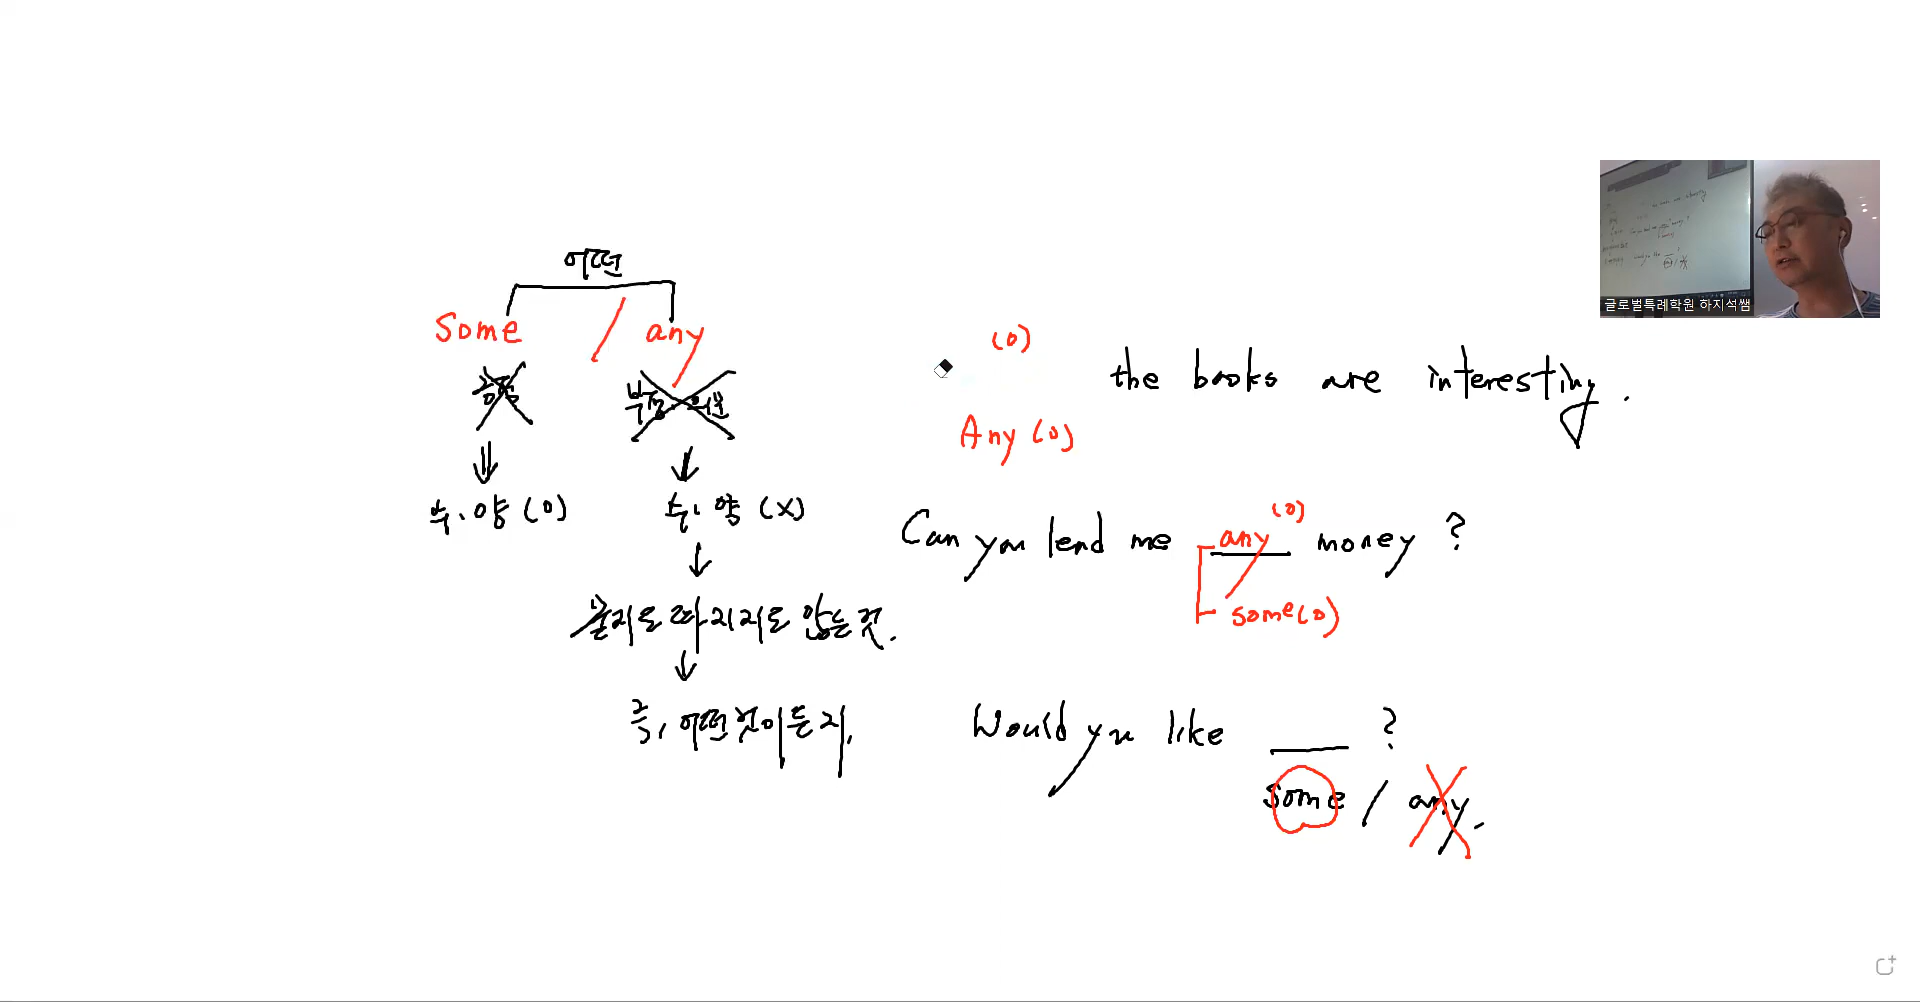 어떤
some / any
긍정
부정 의문
수, 양 (O)
수, 양 (X)
묻지도 따지지도 않는 것.
즉, 어떤 것이든지,
(O)
the books are interesting.
Any (O)
Can you lend me any (O) money ?
some (O)
Would you like ____ ?
some / any.
글로벌특례학원 하지석쌤